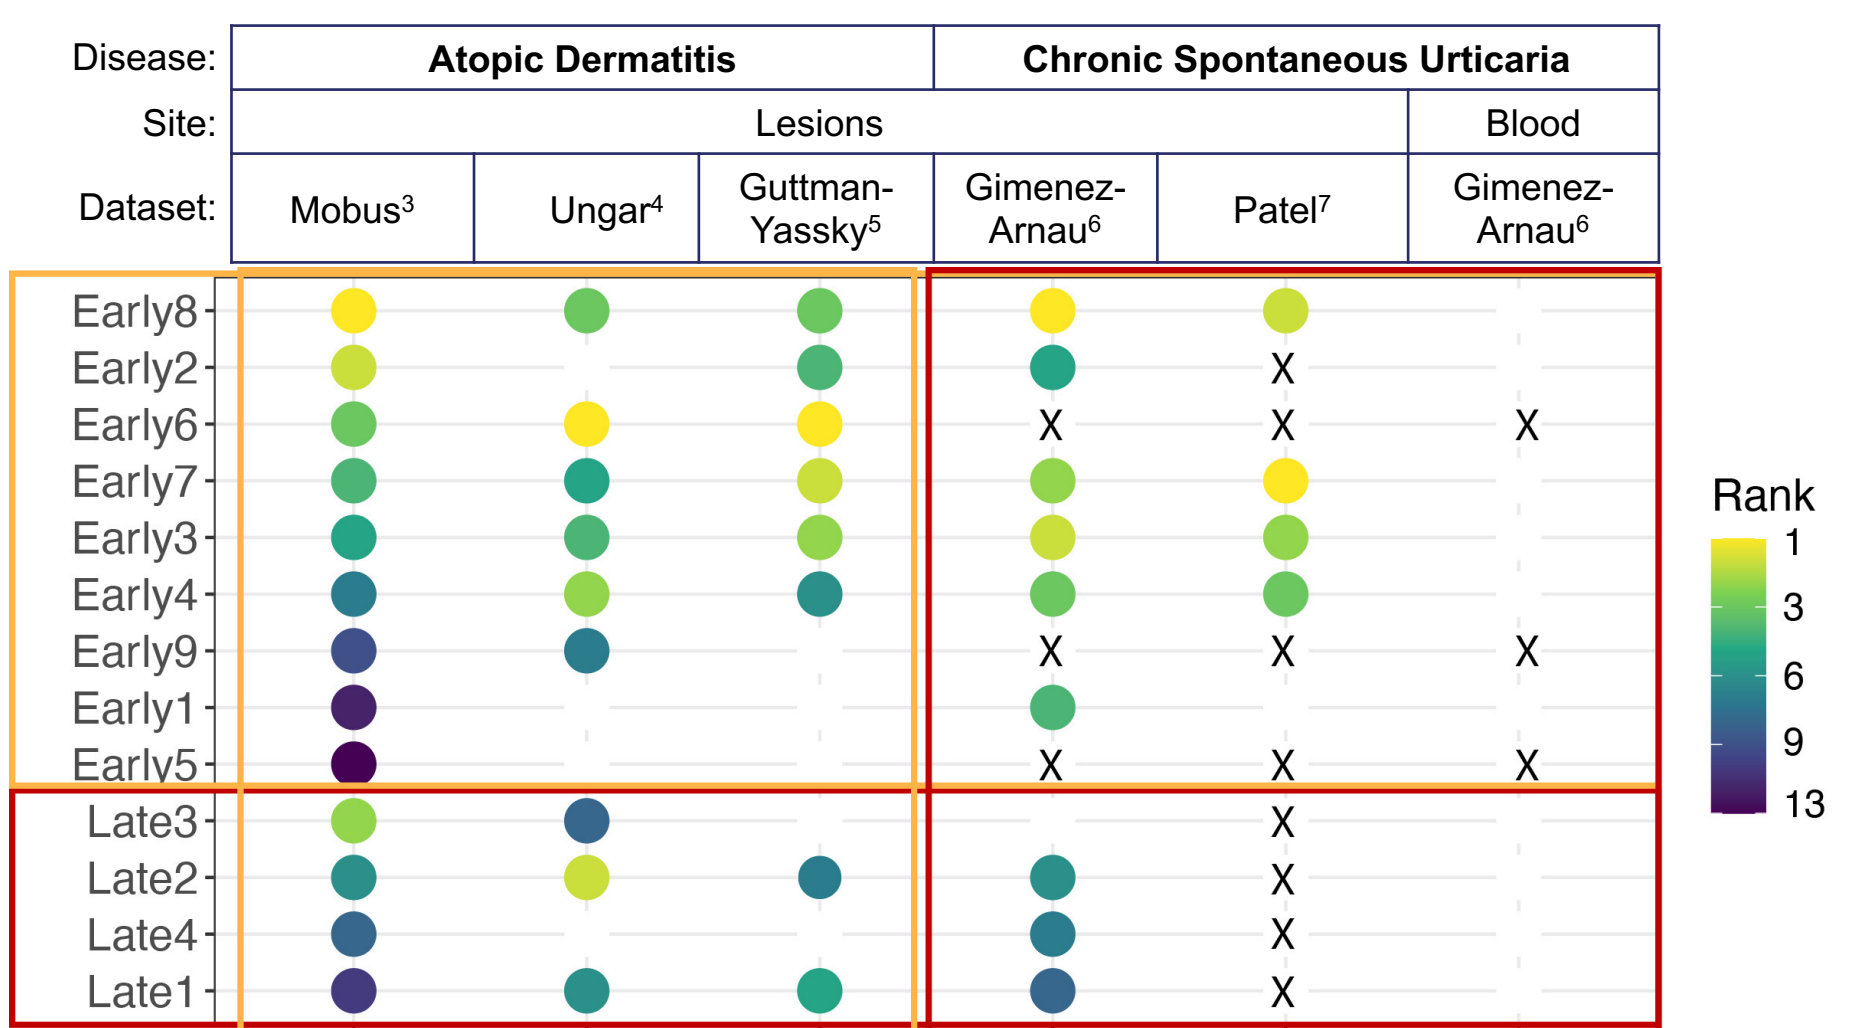 Disease: Atopic Dermatitis Chronic Spontaneous Urticaria
Site: Lesions Blood
Dataset: Mobus³ Ungar⁴ Guttman-Yassky⁵ Gimenez-Arnau⁶ Patel⁷ Gimenez-Arnau⁶
Early8
Early2 X
Early6 X X X
Early7
Early3
Early4
Early9 X X X
Early1
Early5 X X X
Late3 X
Late2 X
Late4 X
Late1 X
Rank
1
3
6
9
13